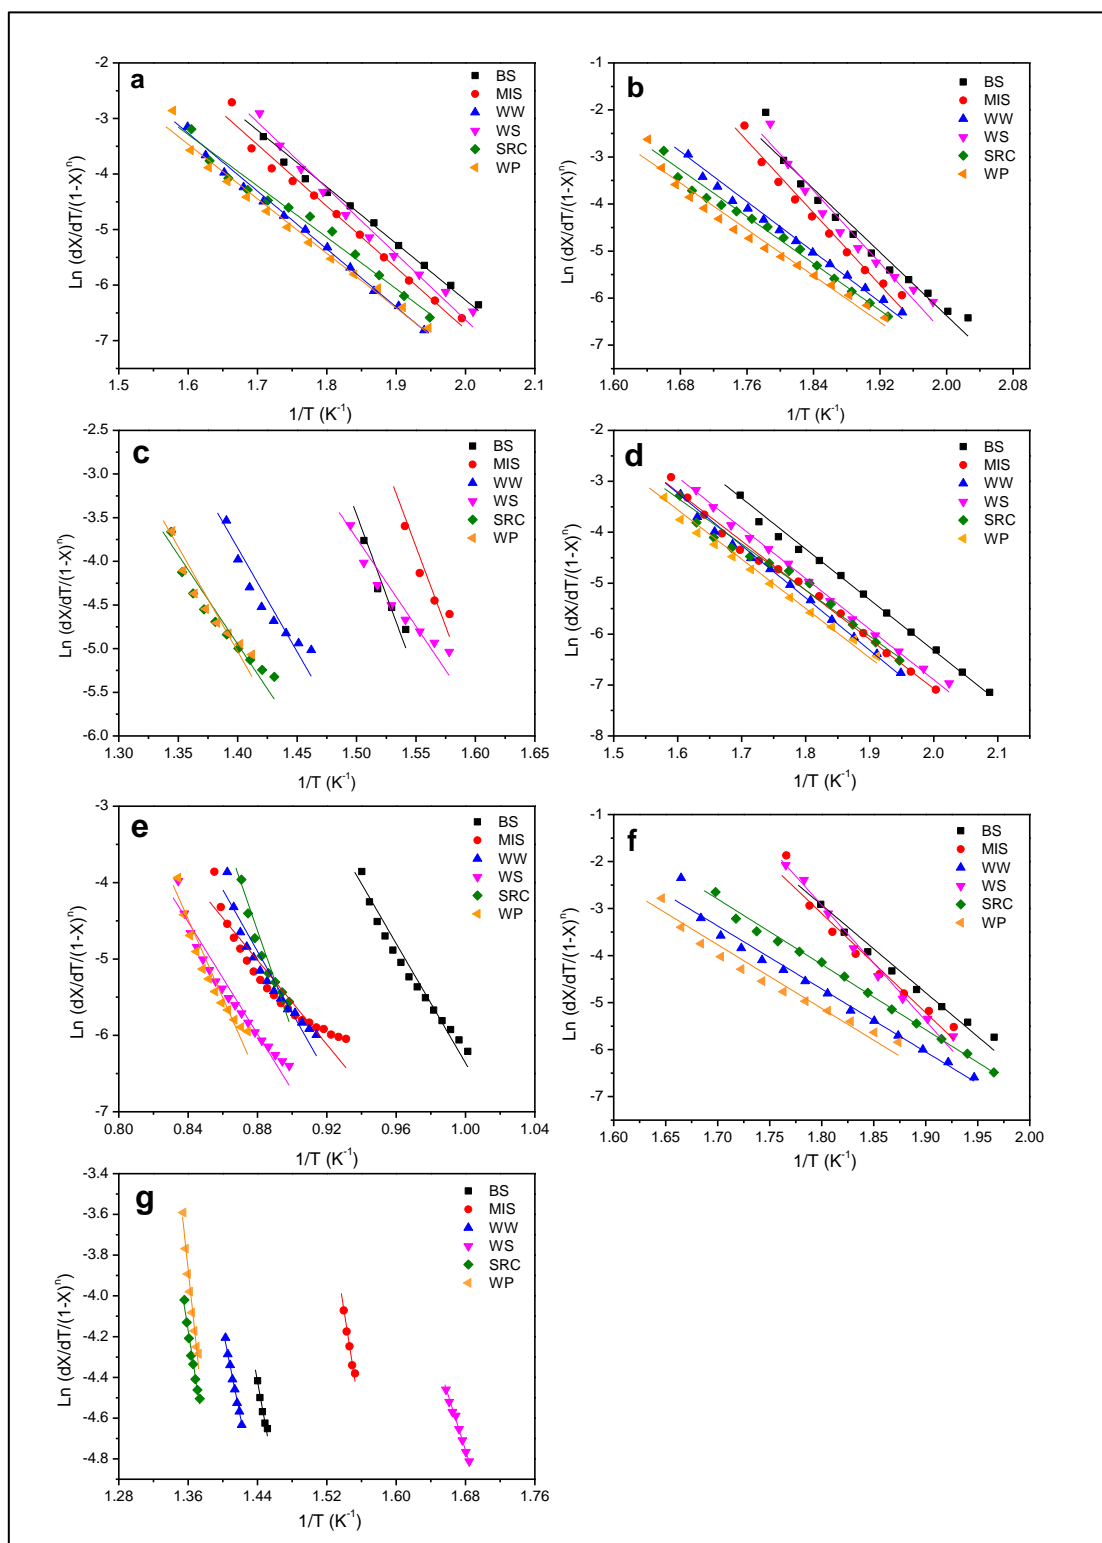 a
BS
MIS
WW
WS
SRC
WP
-2
-3
-4
-5
-6
-7
Ln (dX/dT/(1-X)^n)
1.5 1.6 1.7 1.8 1.9 2.0 2.1
1/T (K^-1)
b
BS
MIS
WW
WS
SRC
WP
-1
-2
-3
-4
-5
-6
-7
Ln (dX/dT/(1-X)^n)
1.60 1.68 1.76 1.84 1.92 2.00 2.08
1/T (K^-1)
c
BS
MIS
WW
WS
SRC
WP
-2.5
-3.0
-3.5
-4.0
-4.5
-5.0
-5.5
-6.0
Ln (dX/dT/(1-X)^n)
1.30 1.35 1.40 1.45 1.50 1.55 1.60 1.65
1/T (K^-1)
d
BS
MIS
WW
WS
SRC
WP
-2
-3
-4
-5
-6
-7
-8
Ln (dX/dT/(1-X)^n)
1.5 1.6 1.7 1.8 1.9 2.0 2.1
1/T (K^-1)
e
BS
MIS
WW
WS
SRC
WP
-3
-4
-5
-6
-7
Ln (dX/dT/(1-X)^n)
0.80 0.84 0.88 0.92 0.96 1.00 1.04
1/T (K^-1)
f
BS
MIS
WW
WS
SRC
WP
-1
-2
-3
-4
-5
-6
-7
Ln (dX/dT/(1-X)^n)
1.60 1.65 1.70 1.75 1.80 1.85 1.90 1.95 2.00
1/T (K^-1)
g
BS
MIS
WW
WS
SRC
WP
-3.4
-3.6
-3.8
-4.0
-4.2
-4.4
-4.6
-4.8
Ln (dX/dT/(1-X)^n)
1.28 1.36 1.44 1.52 1.60 1.68 1.76
1/T (K^-1)